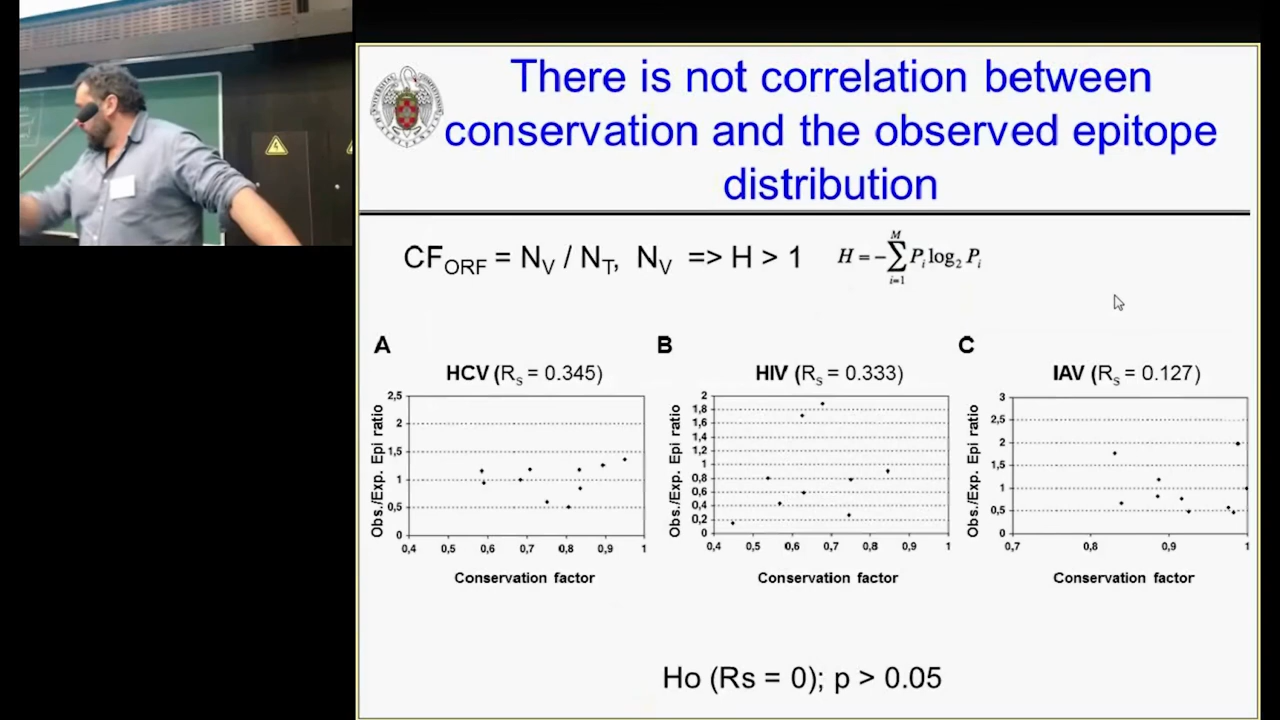 There is not correlation between
conservation and the observed epitope
distribution
CF_ORF = N_V / N_T, N_V => H > 1
H = -∑_{i=1}^{M} P_i log_2 P_i
A
HCV (R_s = 0.345)
Obs./Exp. Epi ratio
2,5
2
1,5
1
0,5
0
0,4 0,5 0,6 0,7 0,8 0,9 1
Conservation factor
B
HIV (R_s = 0.333)
Obs./Exp. Epi ratio
2
1,8
1,6
1,4
1,2
1
0,8
0,6
0,4
0,2
0
0,4 0,5 0,6 0,7 0,8 0,9 1
Conservation factor
C
IAV (R_s = 0.127)
Obs./Exp. Epi ratio
3
2,5
2
1,5
1
0,5
0
0,7 0,8 0,9 1
Conservation factor
Ho (Rs = 0); p > 0.05